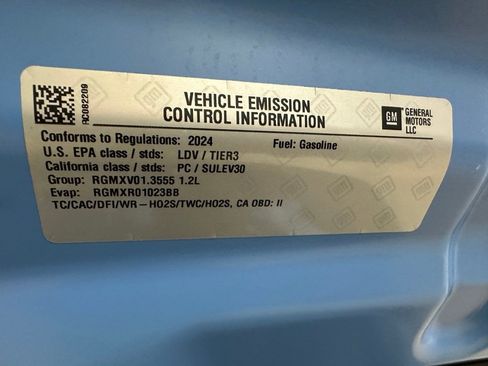 RC082209
VEHICLE EMISSION
CONTROL INFORMATION
GM
GENERAL
MOTORS
LLC
Conforms to Regulations: 2024
Fuel: Gasoline
U.S. EPA class / stds: LDV / TIER3
California class / stds: PC / SULEV30
Group: RGMXV01.3555 1.2L
Evap: RGMXR01023BB
TC/CAC/DFI/WR-HO2S/TWC/HO2S, CA OBD: II